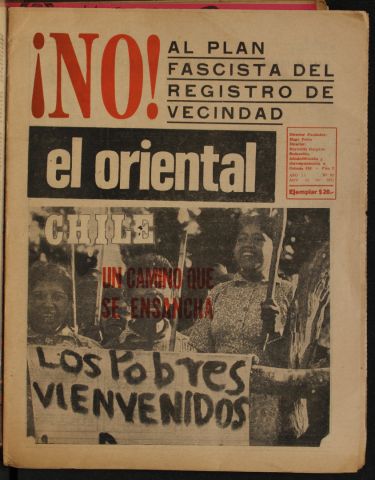 ¡NO!
AL PLAN
FASCISTA DEL
REGISTRO DE
VECINDAD
el oriental
Ejemplar $20.-
CHILE
UN CAMINO QUE
SE ENSANCHA
LOS PObRES
VIENVENIDOS